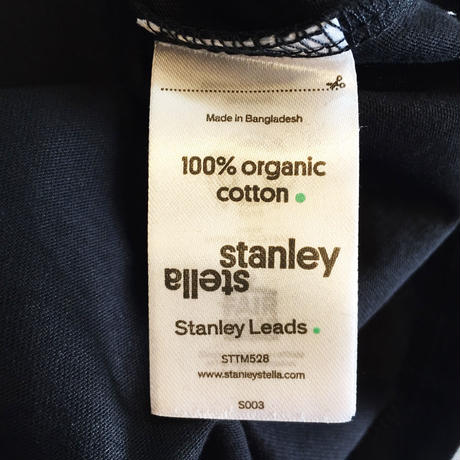 Made in Bangladesh
100% organic
cotton
stanley
stella
Stanley Leads
STTM528
www.stanleystella.com
S003